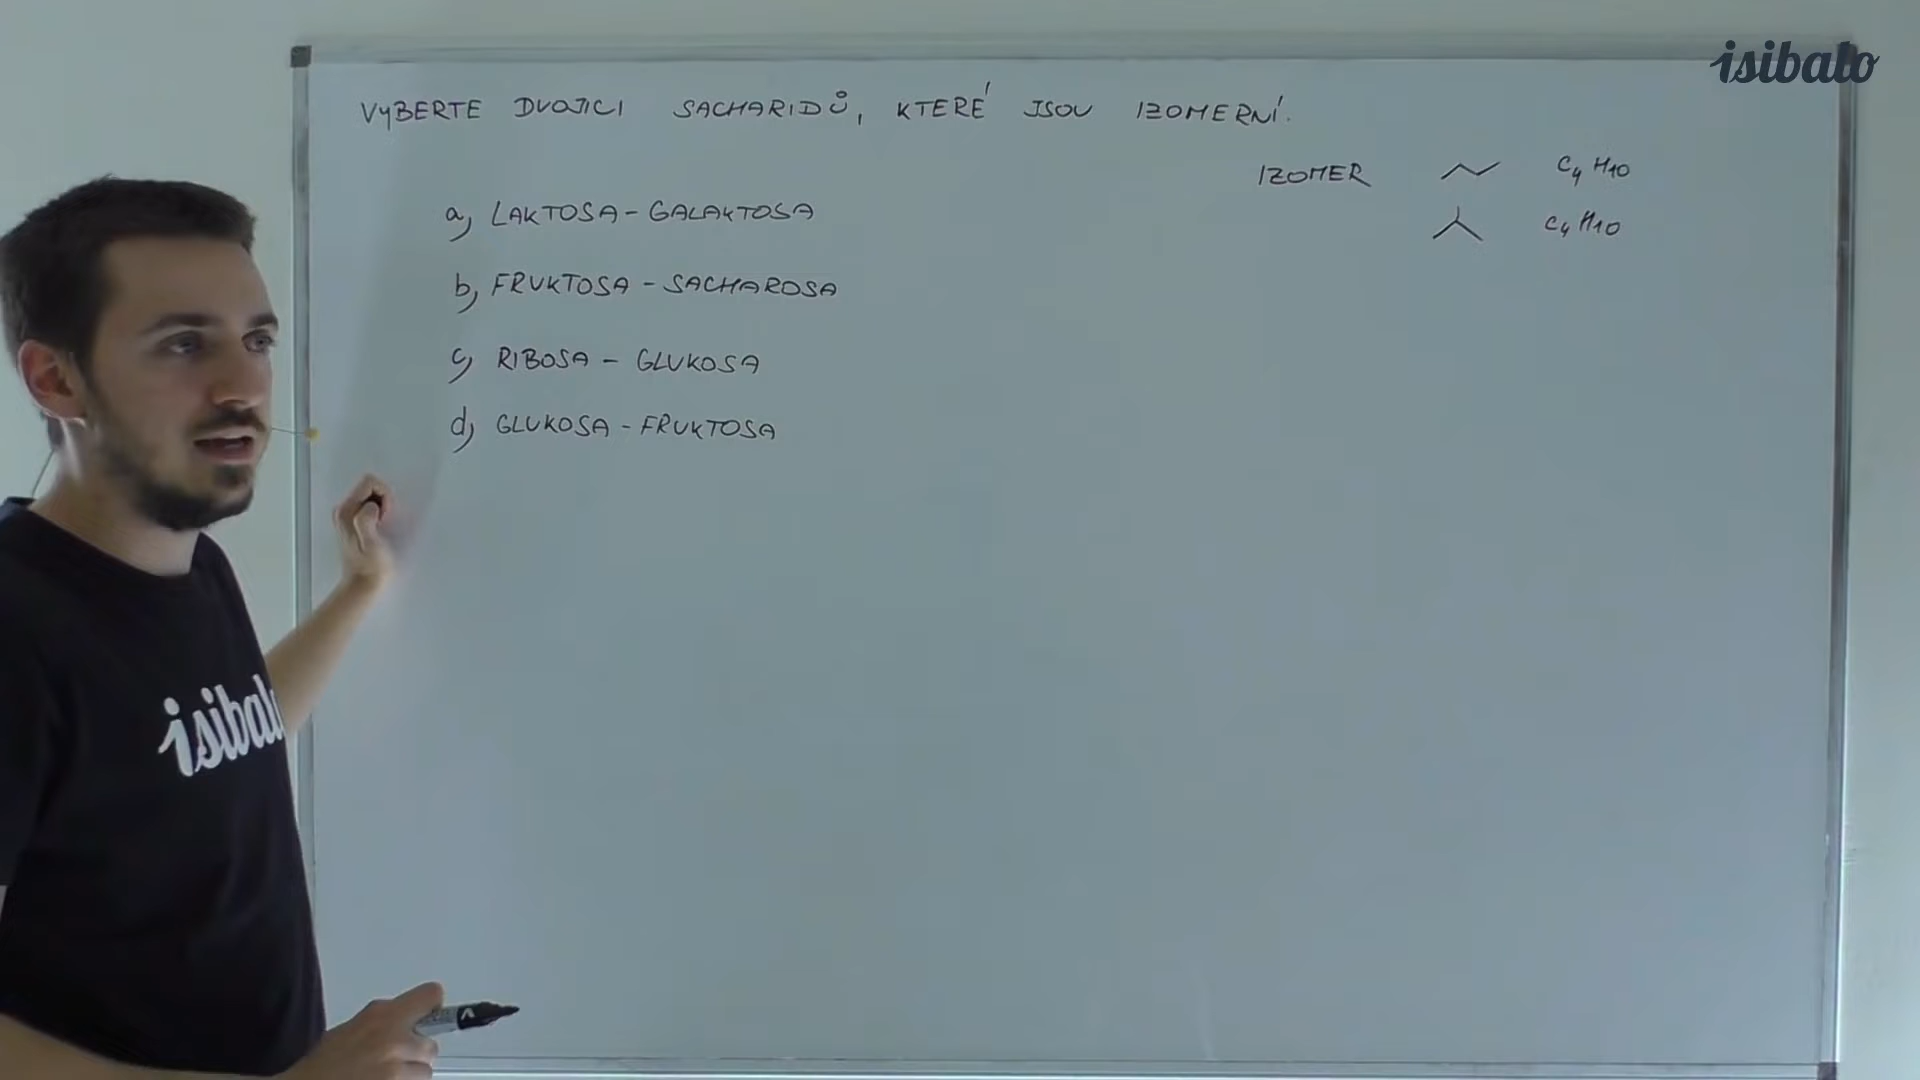 isibalo
VYBERTE DVOJICI SACHARIDŮ, KTERÉ JSOU IZOMERNÍ.
IZOMER C4H10
C4H10
a) LAKTOSA - GALAKTOSA
b) FRUKTOSA - SACHAROSA
c) RIBOSA - GLUKOSA
d) GLUKOSA - FRUKTOSA
isibalo